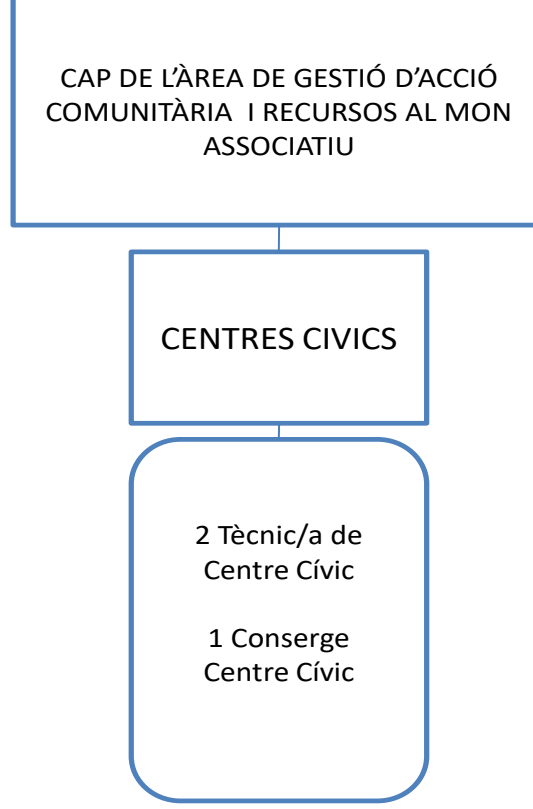 CAP DE L’ÀREA DE GESTIÓ D’ACCIÓ
COMUNITÀRIA  I RECURSOS AL MON
ASSOCIATIU
CENTRES CIVICS
2 Tècnic/a de
Centre Cívic
1 Conserge
Centre Cívic